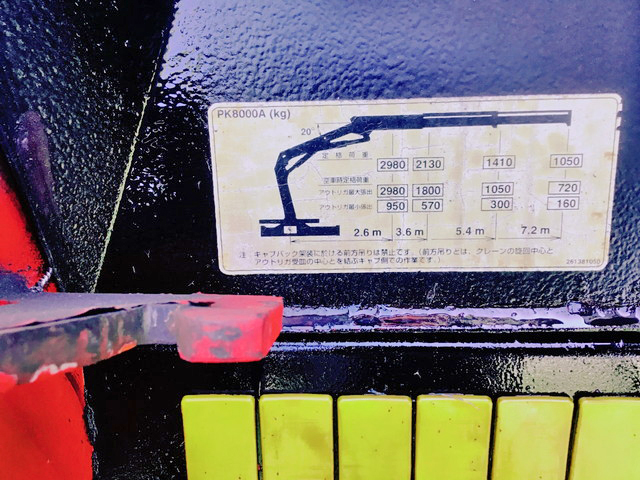 PK8000A (kg)
20°
定格荷重 2980 2130 1410 1050
空車時定格荷重
アウトリガ最大張出 2980 1800 1050 720
アウトリガ最小張出 950 570 300 160
2.6 m 3.6 m 5.4 m 7.2 m
注 キャブバック架装に於ける前方吊りは禁止です。(前方吊りとは、クレーンの旋回中心と
アウトリガ受皿の中心とを結ぶキャブ側での作業です。)